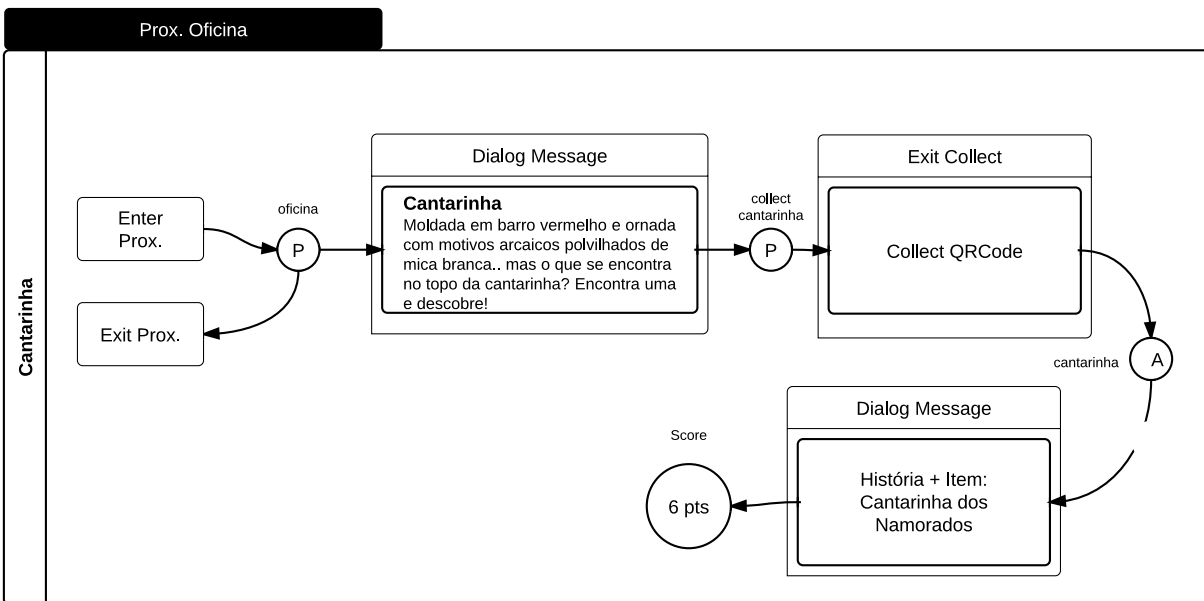 Prox. Oficina
Cantarinha
Enter
Prox.
Exit Prox.
oficina
P
Dialog Message
Cantarinha
Moldada em barro vermelho e ornada
com motivos arcaicos polvilhados de
mica branca.. mas o que se encontra
no topo da cantarinha? Encontra uma
e descobre!
collect
cantarinha
P
Exit Collect
Collect QRCode
cantarinha
A
Dialog Message
História + Item:
Cantarinha dos
Namorados
Score
6 pts